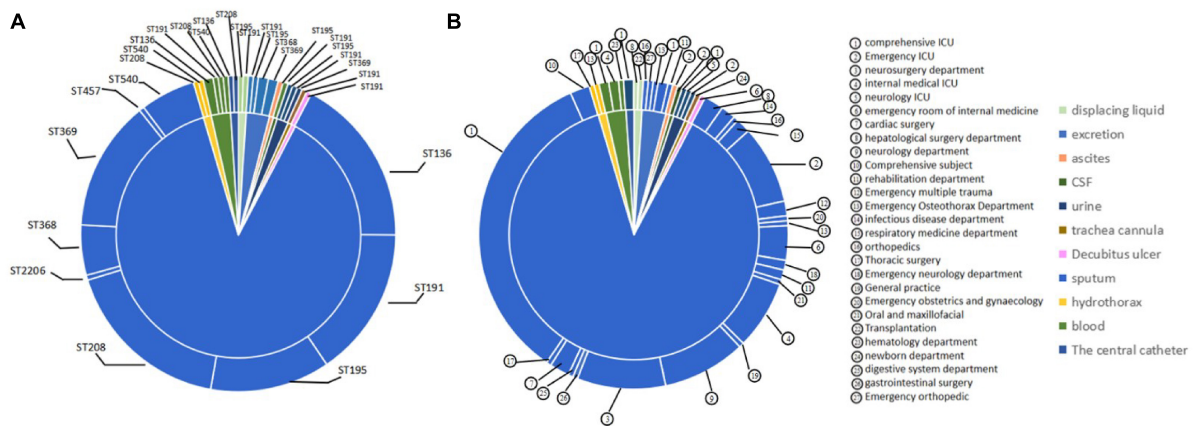 A
ST208
ST136
ST208
ST191
ST540
ST136
ST540
ST208
ST195
ST191
ST191
ST195
ST368
ST369
ST195
ST191
ST195
ST191
ST369
ST191
ST191
ST540
ST457
ST369
ST368
ST2206
ST208
ST195
ST191
ST136
B
1 comprehensive ICU
2 Emergency ICU
3 neurosurgery department
4 internal medical ICU
5 neurology ICU
6 emergency room of internal medicine
7 cardiac surgery
8 hepatological surgery department
9 neurology department
10 Comprehensive subject
11 rehabilitation department
12 Emergency multiple trauma
13 Emergency Osteothorax Department
14 infectious disease department
15 respiratory medicine department
16 orthopedics
17 Thoracic surgery
18 Emergency neurology department
19 General practice
20 Emergency obstetrics and gynaecology
21 Oral and maxillofacial
22 Transplantation
23 hematology department
24 newborn department
25 digestive system department
26 gastrointestinal surgery
27 Emergency orthopedic
displacing liquid
excretion
ascites
CSF
urine
trachea cannula
Decubitus ulcer
sputum
hydrothorax
blood
The central catheter